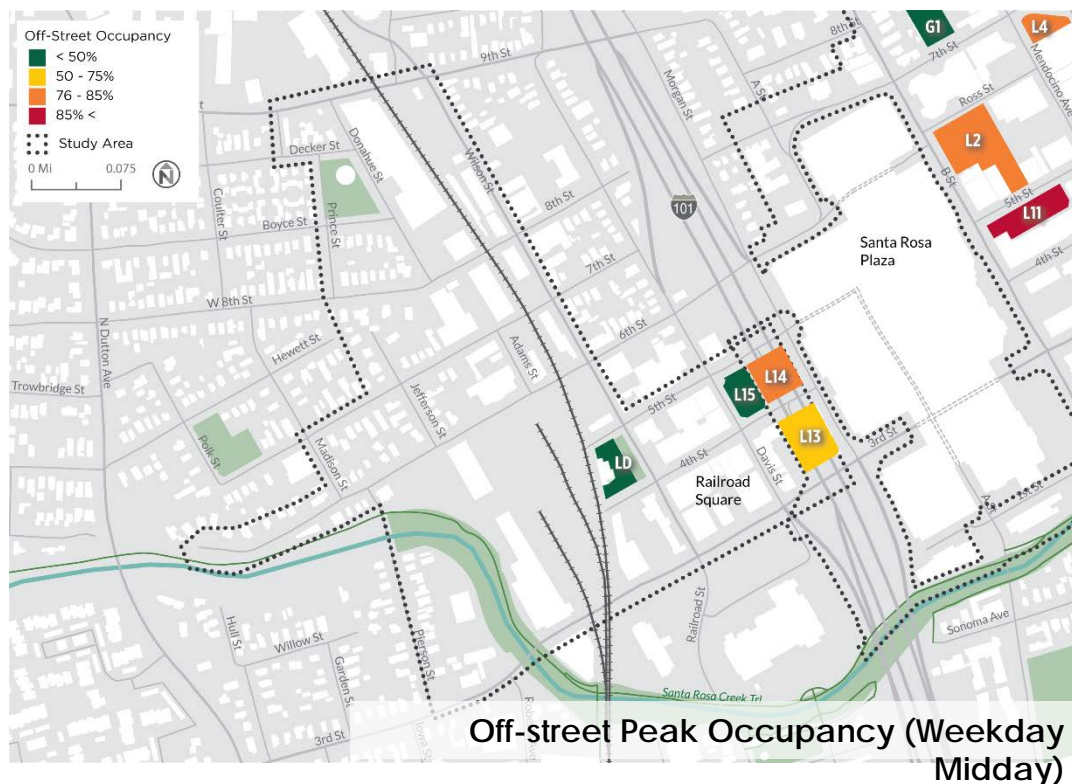 Off-Street Occupancy
< 50%
50 - 75%
76 - 85%
85% <
Study Area
0 Mi 0.075
N
G1
L4
8th St
7th St
Mendocino Ave
9th St
Morgan St
A St
Ross St
L2
Donahue St
Decker St
Wilson St
B St
5th St
L11
Coulter St
Prince St
8th St
101
4th St
Boyce St
Santa Rosa
Plaza
7th St
W 8th St
6th St
N Dutton Ave
Hewett St
Adams St
L14
Trowbridge St
Jefferson St
L15
5th St
L13
3rd St
Polk St
Madison St
LD
4th St
Davis St
Railroad
Square
A St
1st St
Railroad St
Sonoma Ave
Hull St
Willow St
Pierson St
Garden St
Santa Rosa Creek Trl
3rd St
Iowa St
Off-street Peak Occupancy (Weekday
Midday)